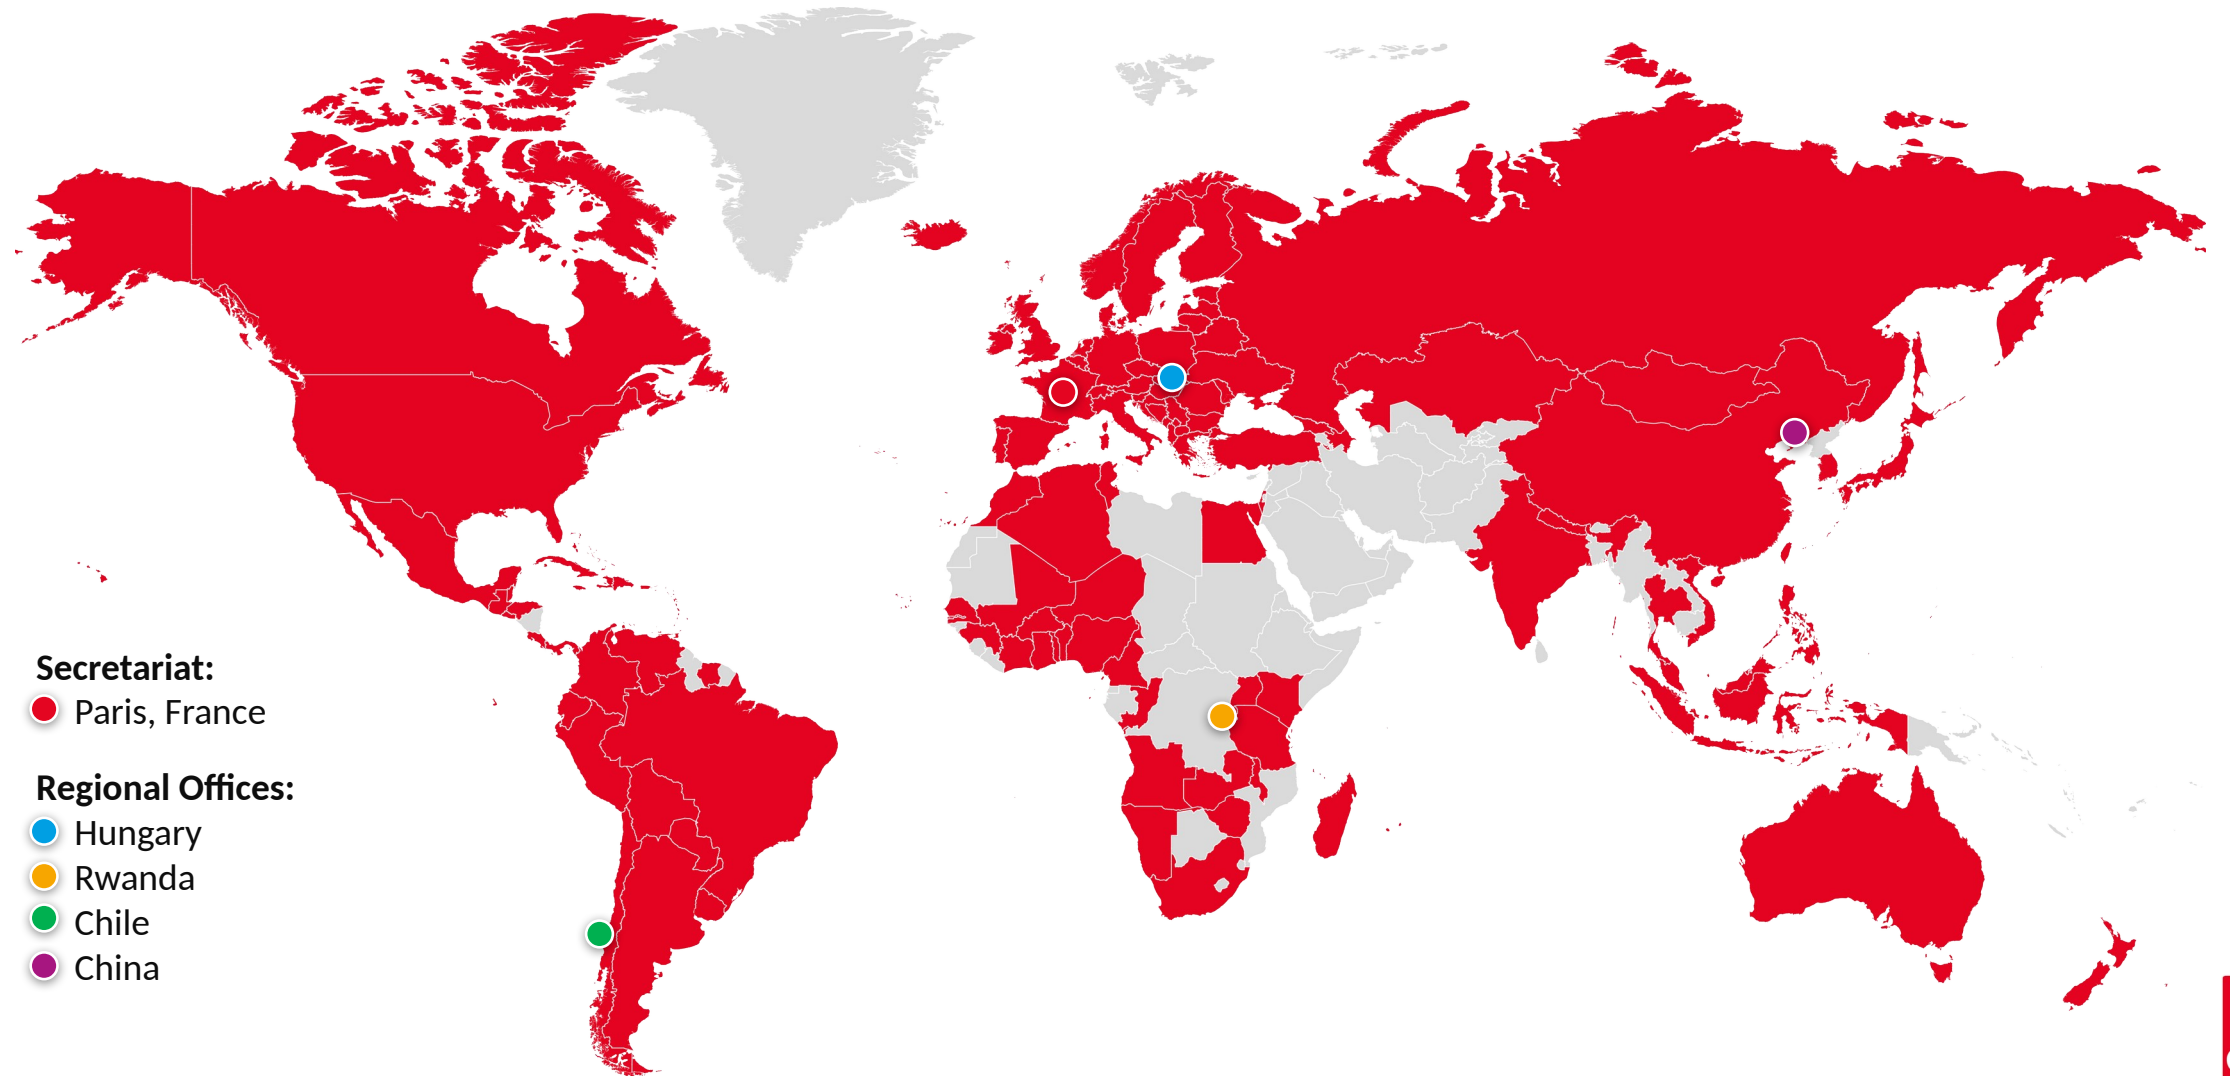 Secretariat:
Paris, France
Regional Offices:
Hungary
Rwanda
Chile
China